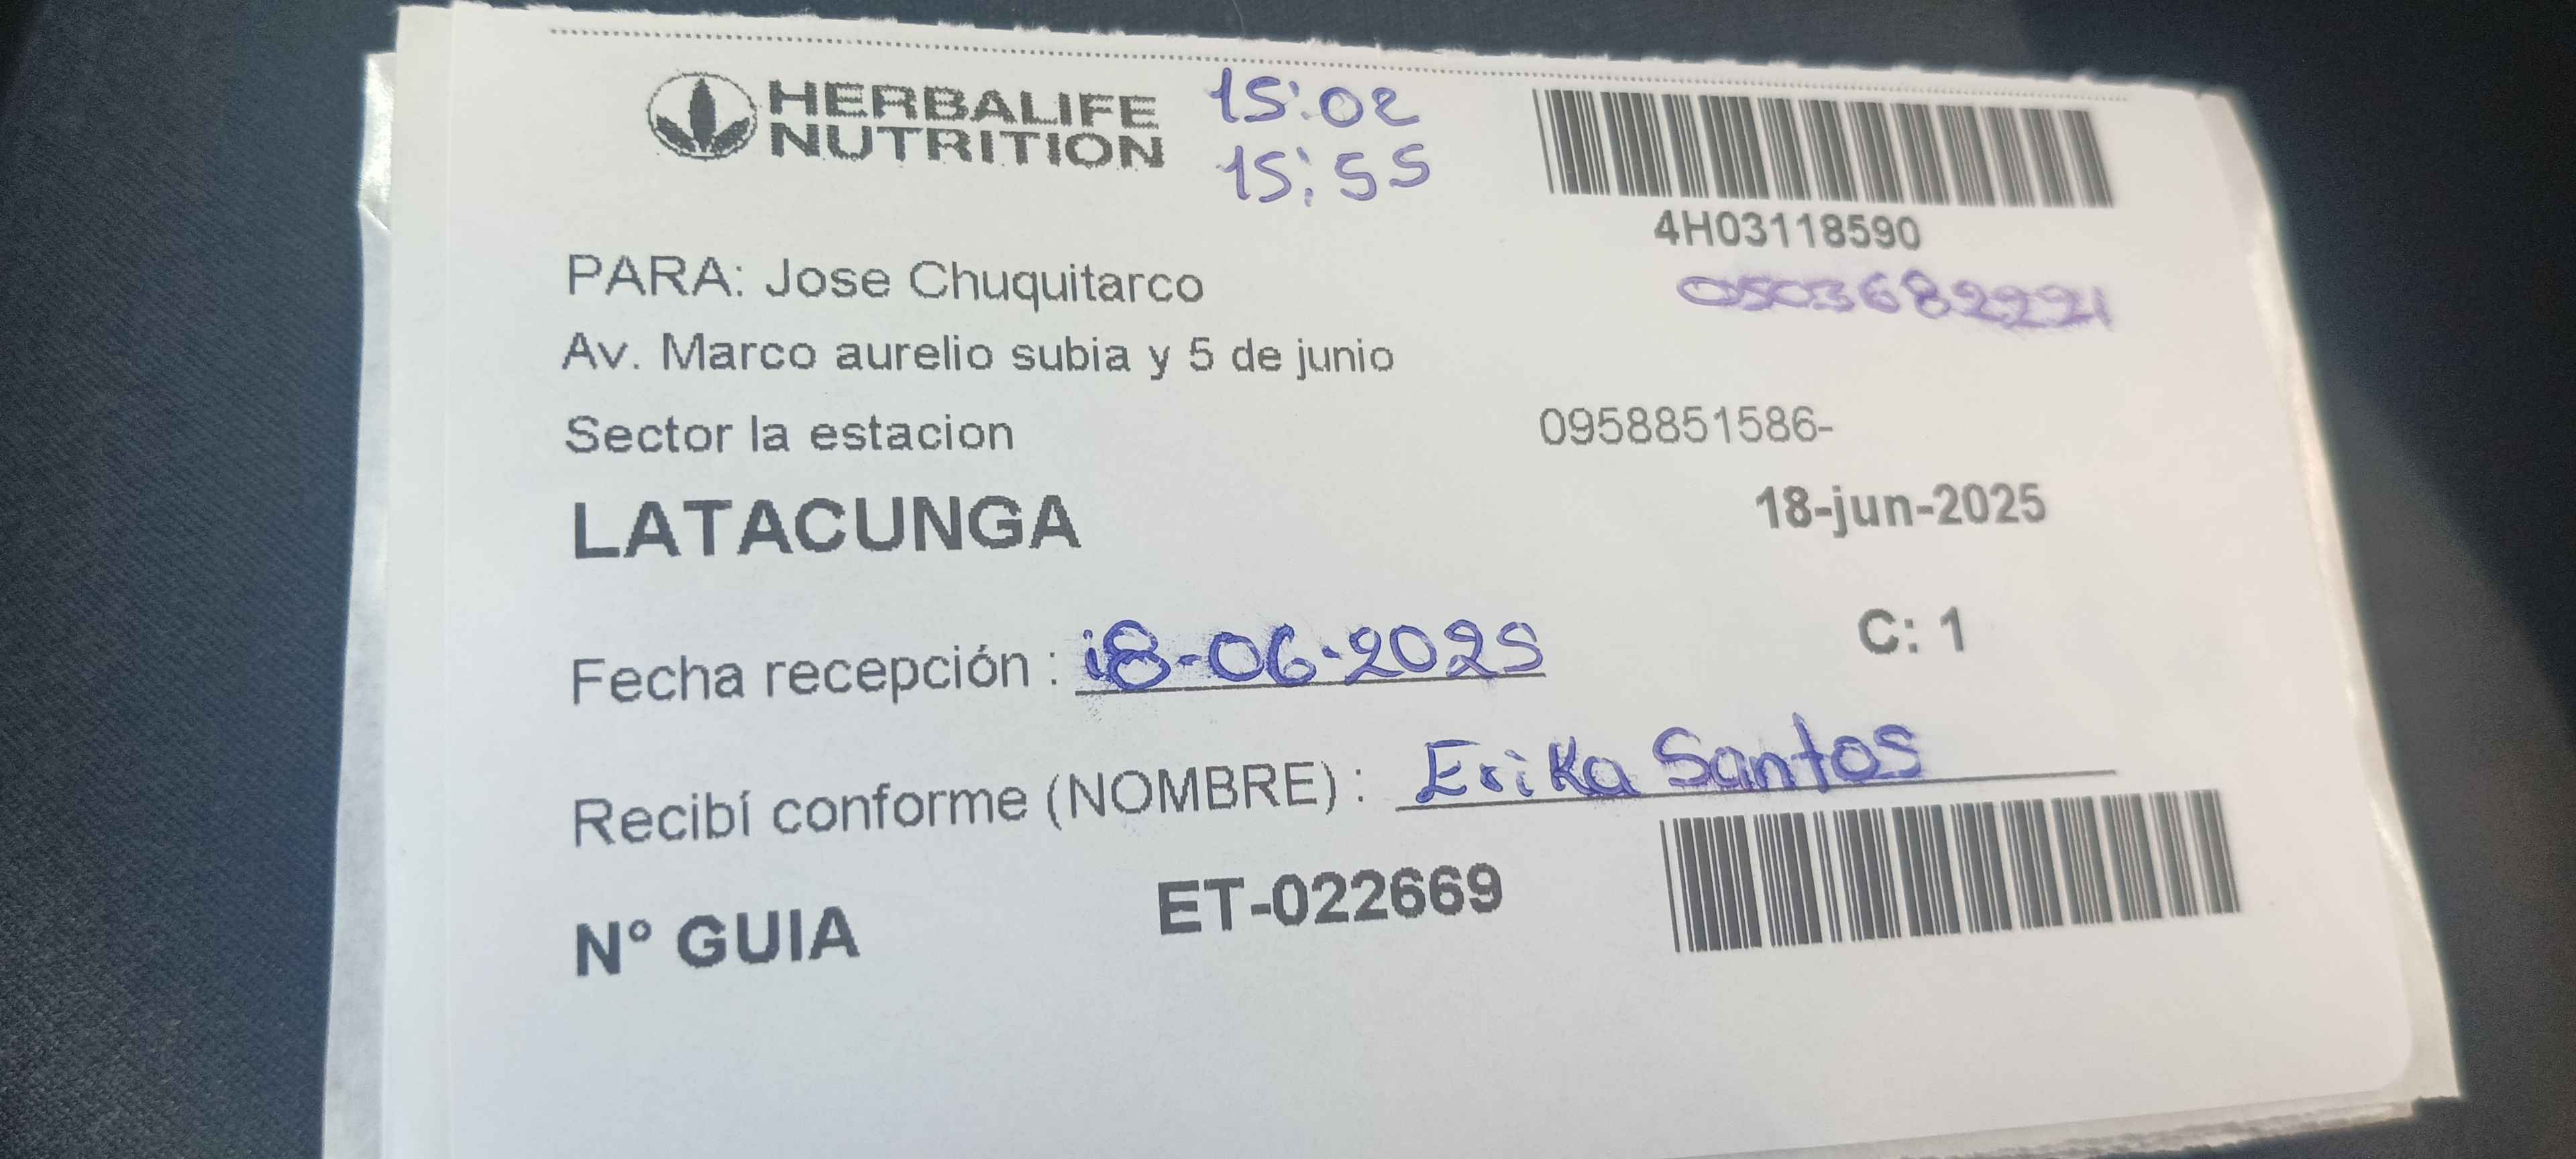 HERBALIFE
NUTRITION
15:02
15:55
4H03118590
PARA: Jose Chuquitarco
0503682221
Av. Marco aurelio subia y 5 de junio
Sector la estacion
0958851586-
LATACUNGA
18-jun-2025
Fecha recepción : 18-06-2025
C: 1
Recibí conforme (NOMBRE) : Erika Santos
N° GUIA ET-022669